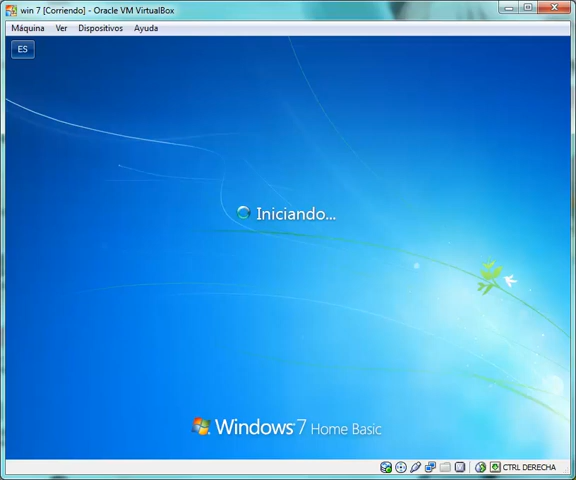 win 7 [Corriendo] - Oracle VM VirtualBox
Máquina Ver Dispositivos Ayuda
ES
Iniciando...
Windows 7 Home Basic
CTRL DERECHA